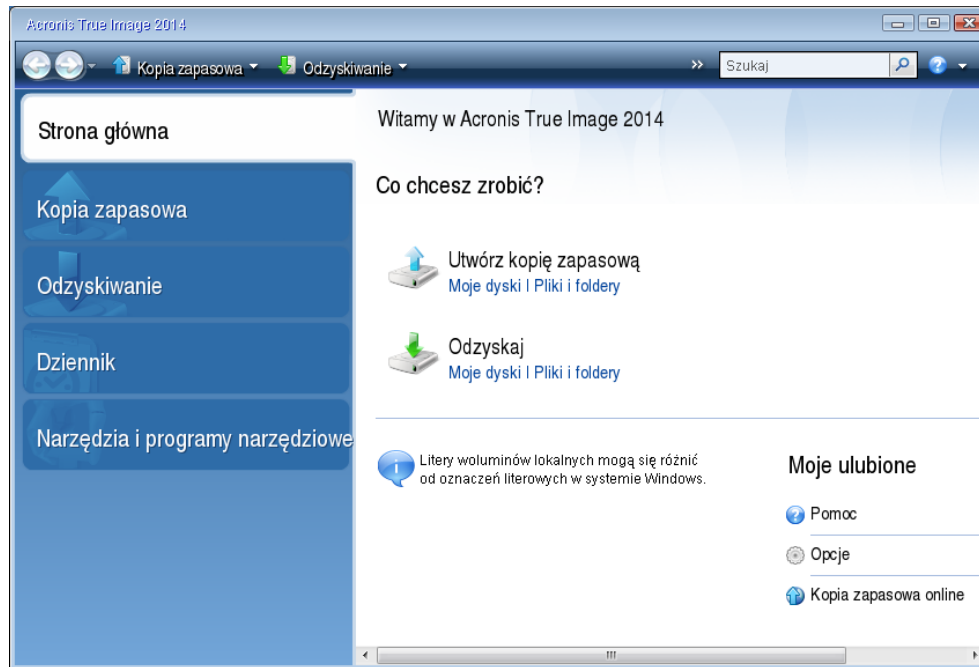 Acronis True Image 2014
Kopia zapasowa
Odzyskiwanie
Szukaj
Strona główna
Kopia zapasowa
Odzyskiwanie
Dziennik
Narzędzia i programy narzędziowe
Witamy w Acronis True Image 2014
Co chcesz zrobić?
Utwórz kopię zapasową
Moje dyski | Pliki i foldery
Odzyskaj
Moje dyski | Pliki i foldery
Litery woluminów lokalnych mogą się różnić
od oznaczeń literowych w systemie Windows.
Moje ulubione
Pomoc
Opcje
Kopia zapasowa online